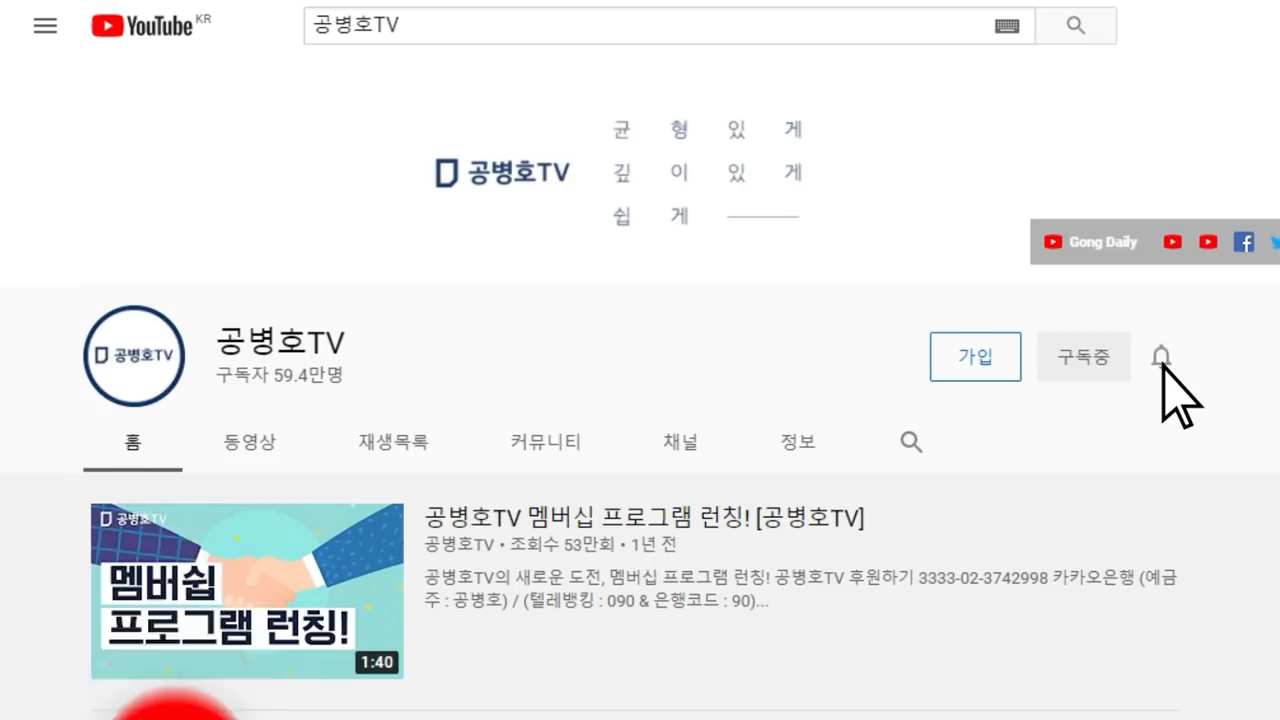 YouTube KR
공병호TV
균 형 있 게
공병호TV 깊 이 있 게
쉽 게
Gong Daily
공병호TV
공병호TV
구독자 59.4만명
가입
구독중
홈 동영상 재생목록 커뮤니티 채널 정보
공병호TV
멤버쉽
프로그램 런칭!
1:40
공병호TV 멤버십 프로그램 런칭! [공병호TV]
공병호TV • 조회수 53만회 • 1년 전
공병호TV의 새로운 도전, 멤버십 프로그램 런칭! 공병호TV 후원하기 3333-02-3742998 카카오은행 (예금
주 : 공병호) / (텔레뱅킹 : 090 & 은행코드 : 90)...